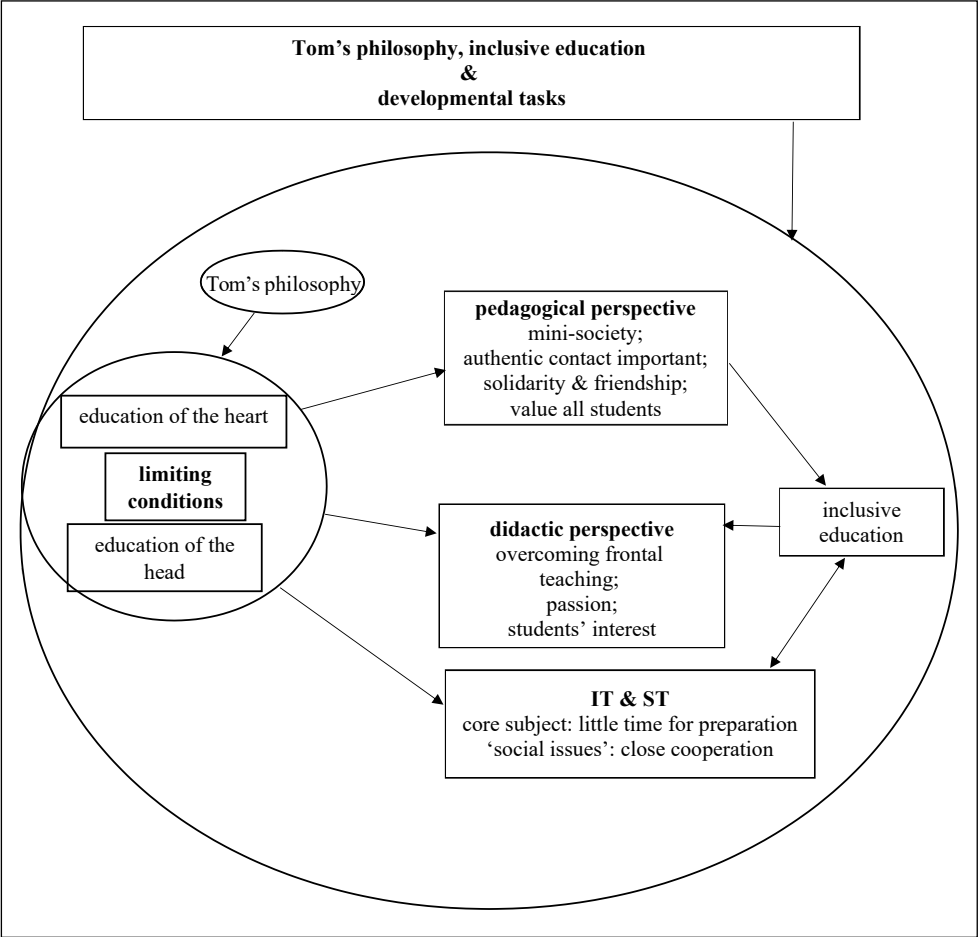 Tom’s philosophy, inclusive education
&
developmental tasks
Tom’s philosophy
pedagogical perspective
mini-society;
authentic contact important;
solidarity & friendship;
value all students
education of the heart
limiting
conditions
education of the
head
didactic perspective
overcoming frontal
teaching;
passion;
students’ interest
inclusive
education
IT & ST
core subject: little time for preparation
‘social issues’: close cooperation